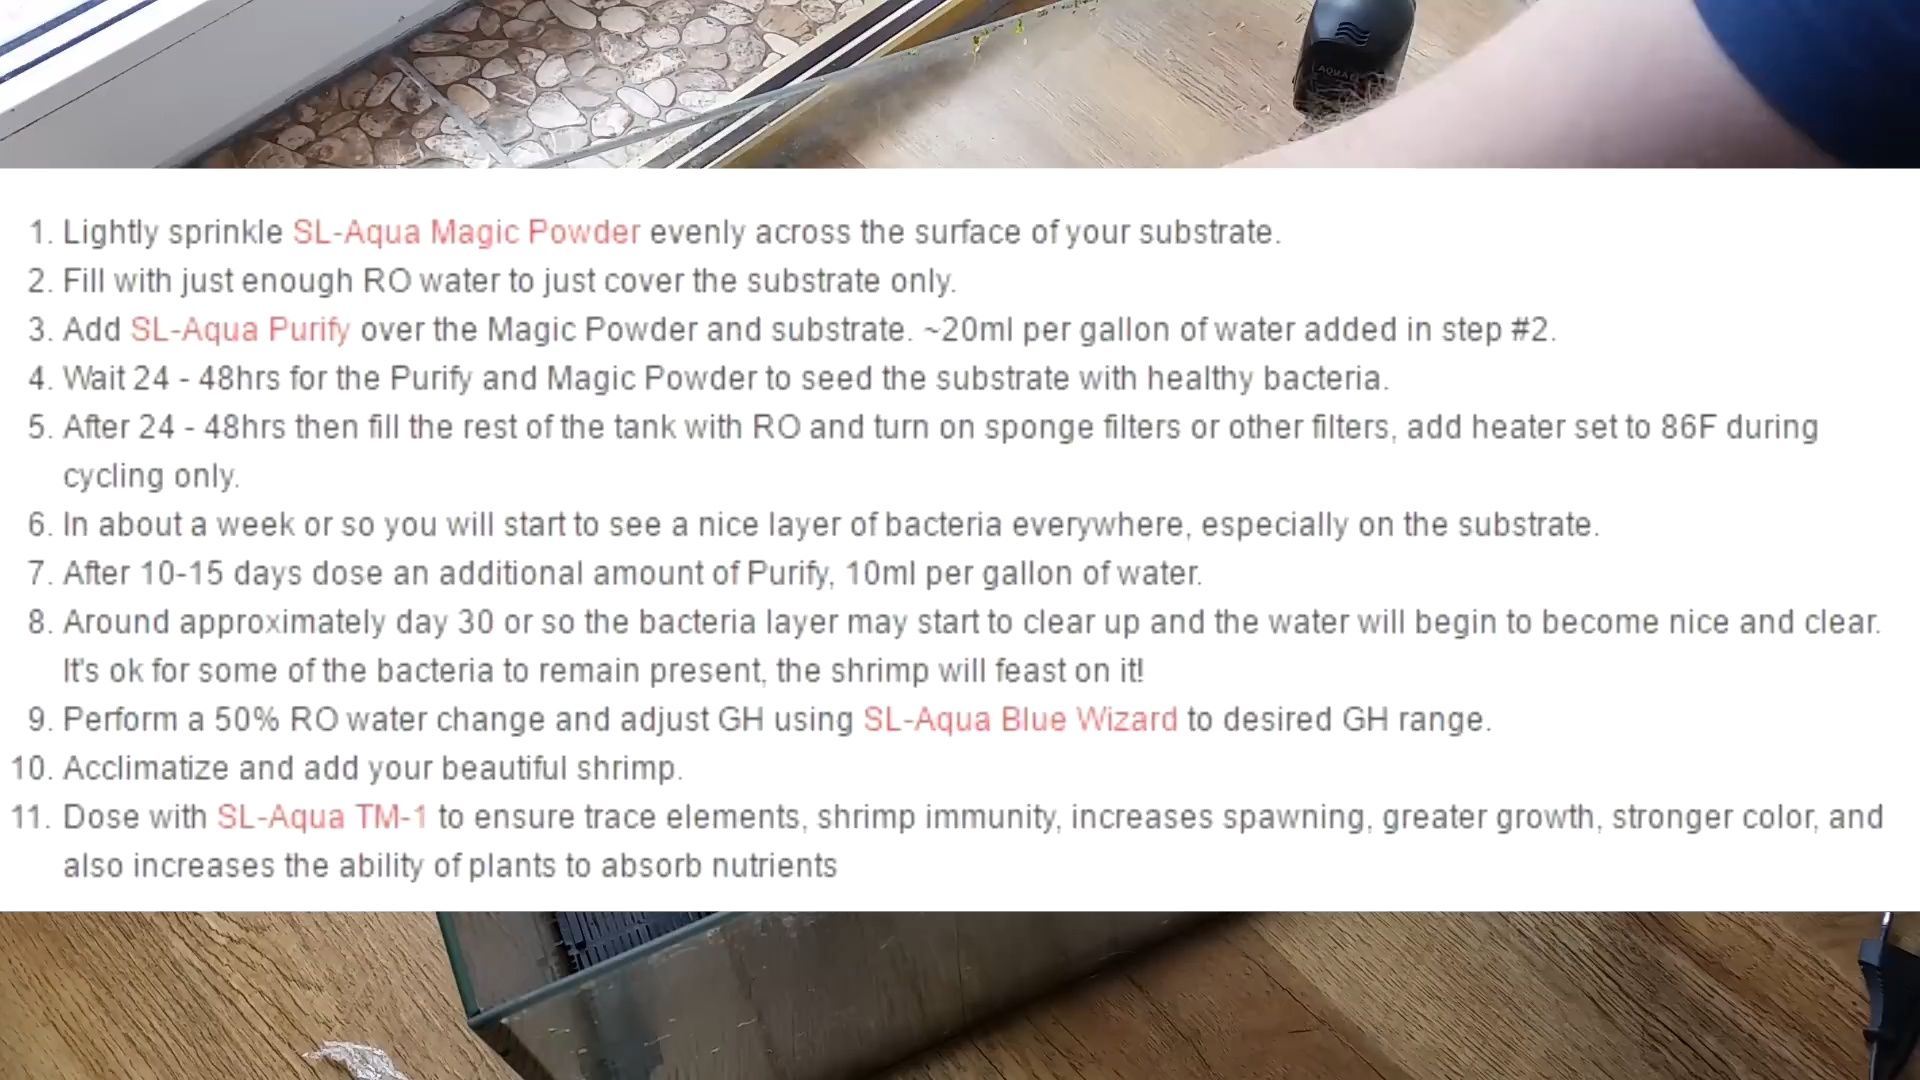 AQUAEL
1. Lightly sprinkle SL-Aqua Magic Powder evenly across the surface of your substrate.
2. Fill with just enough RO water to just cover the substrate only.
3. Add SL-Aqua Purify over the Magic Powder and substrate. ~20ml per gallon of water added in step #2.
4. Wait 24 - 48hrs for the Purify and Magic Powder to seed the substrate with healthy bacteria.
5. After 24 - 48hrs then fill the rest of the tank with RO and turn on sponge filters or other filters, add heater set to 86F during
cycling only.
6. In about a week or so you will start to see a nice layer of bacteria everywhere, especially on the substrate.
7. After 10-15 days dose an additional amount of Purify, 10ml per gallon of water.
8. Around approximately day 30 or so the bacteria layer may start to clear up and the water will begin to become nice and clear.
It's ok for some of the bacteria to remain present, the shrimp will feast on it!
9. Perform a 50% RO water change and adjust GH using SL-Aqua Blue Wizard to desired GH range.
10. Acclimatize and add your beautiful shrimp.
11. Dose with SL-Aqua TM-1 to ensure trace elements, shrimp immunity, increases spawning, greater growth, stronger color, and
also increases the ability of plants to absorb nutrients